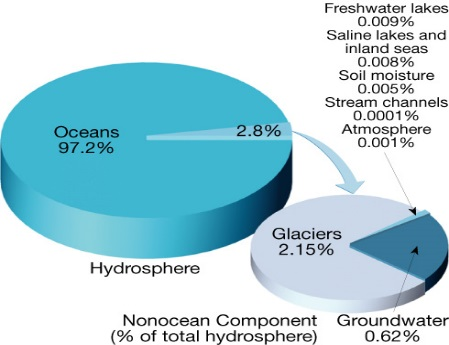 Freshwater lakes
0.009%
Saline lakes and
inland seas
0.008%
Soil moisture
0.005%
Stream channels
0.0001%
Atmosphere
0.001%
Oceans
97.2%
2.8%
Hydrosphere
Glaciers
2.15%
Nonocean Component
(% of total hydrosphere)
Groundwater
0.62%